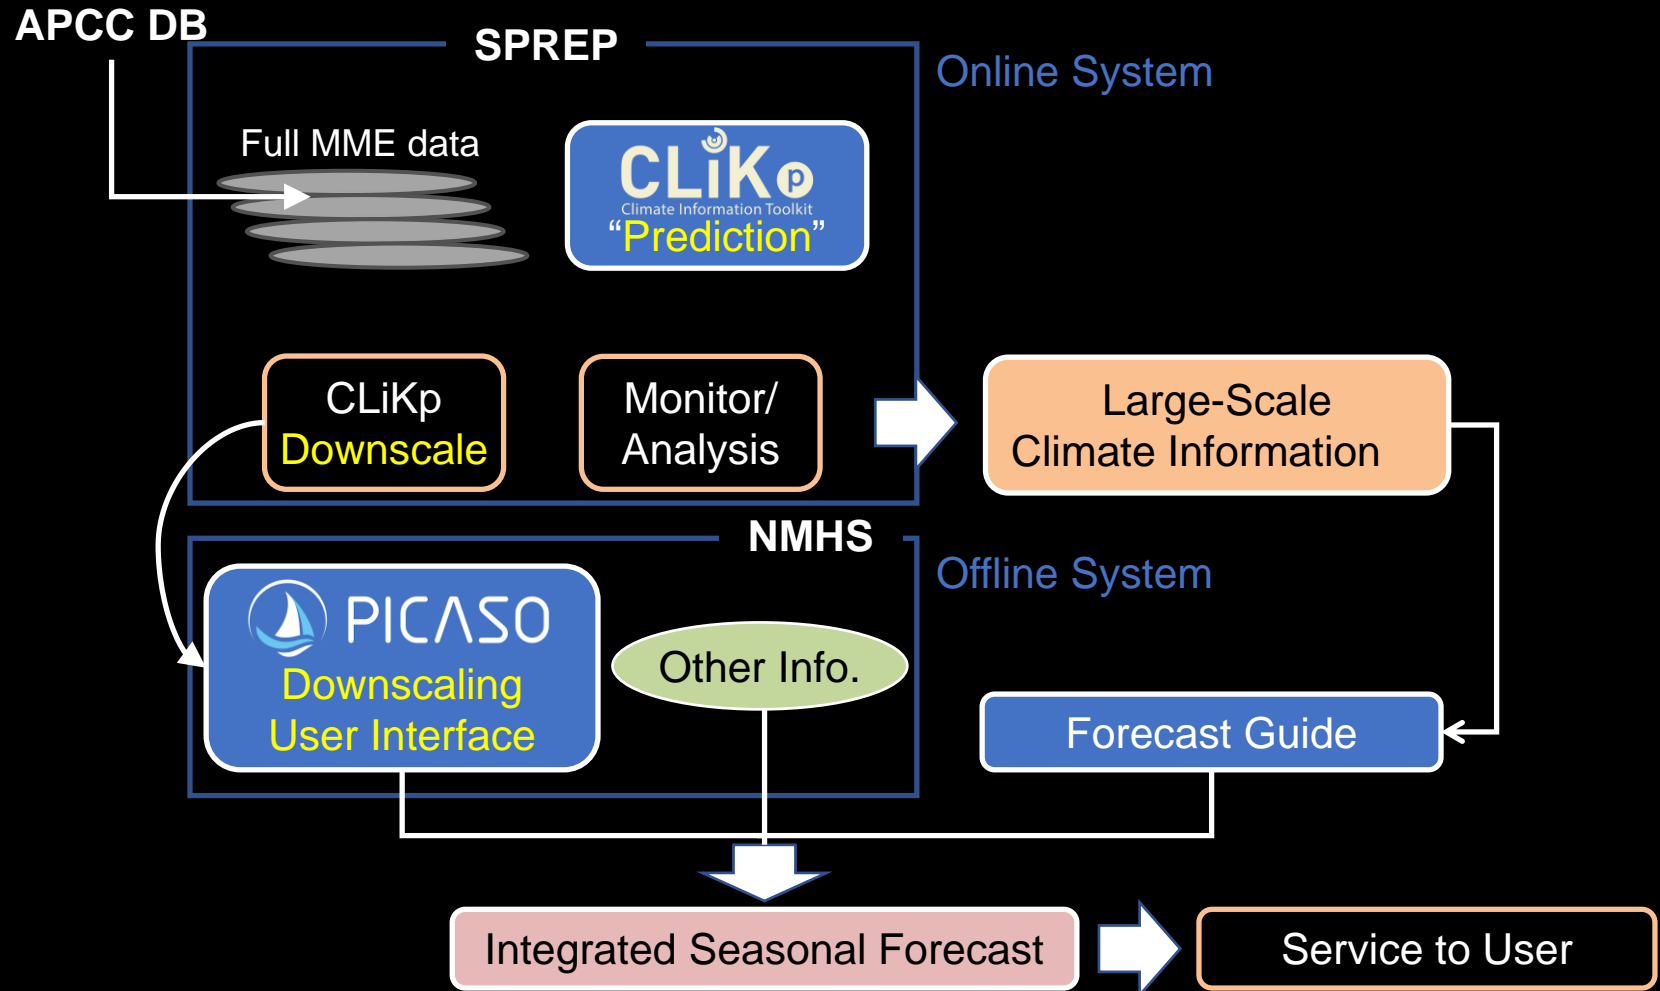 APCC DB
SPREP
Online System
Full MME data
CLiKp
Climate Information Toolkit
“Prediction”
CLiKp
Downscale
Monitor/
Analysis
Large-Scale
Climate Information
NMHS
Offline System
PICASO
Downscaling
User Interface
Other Info.
Forecast Guide
Integrated Seasonal Forecast
Service to User